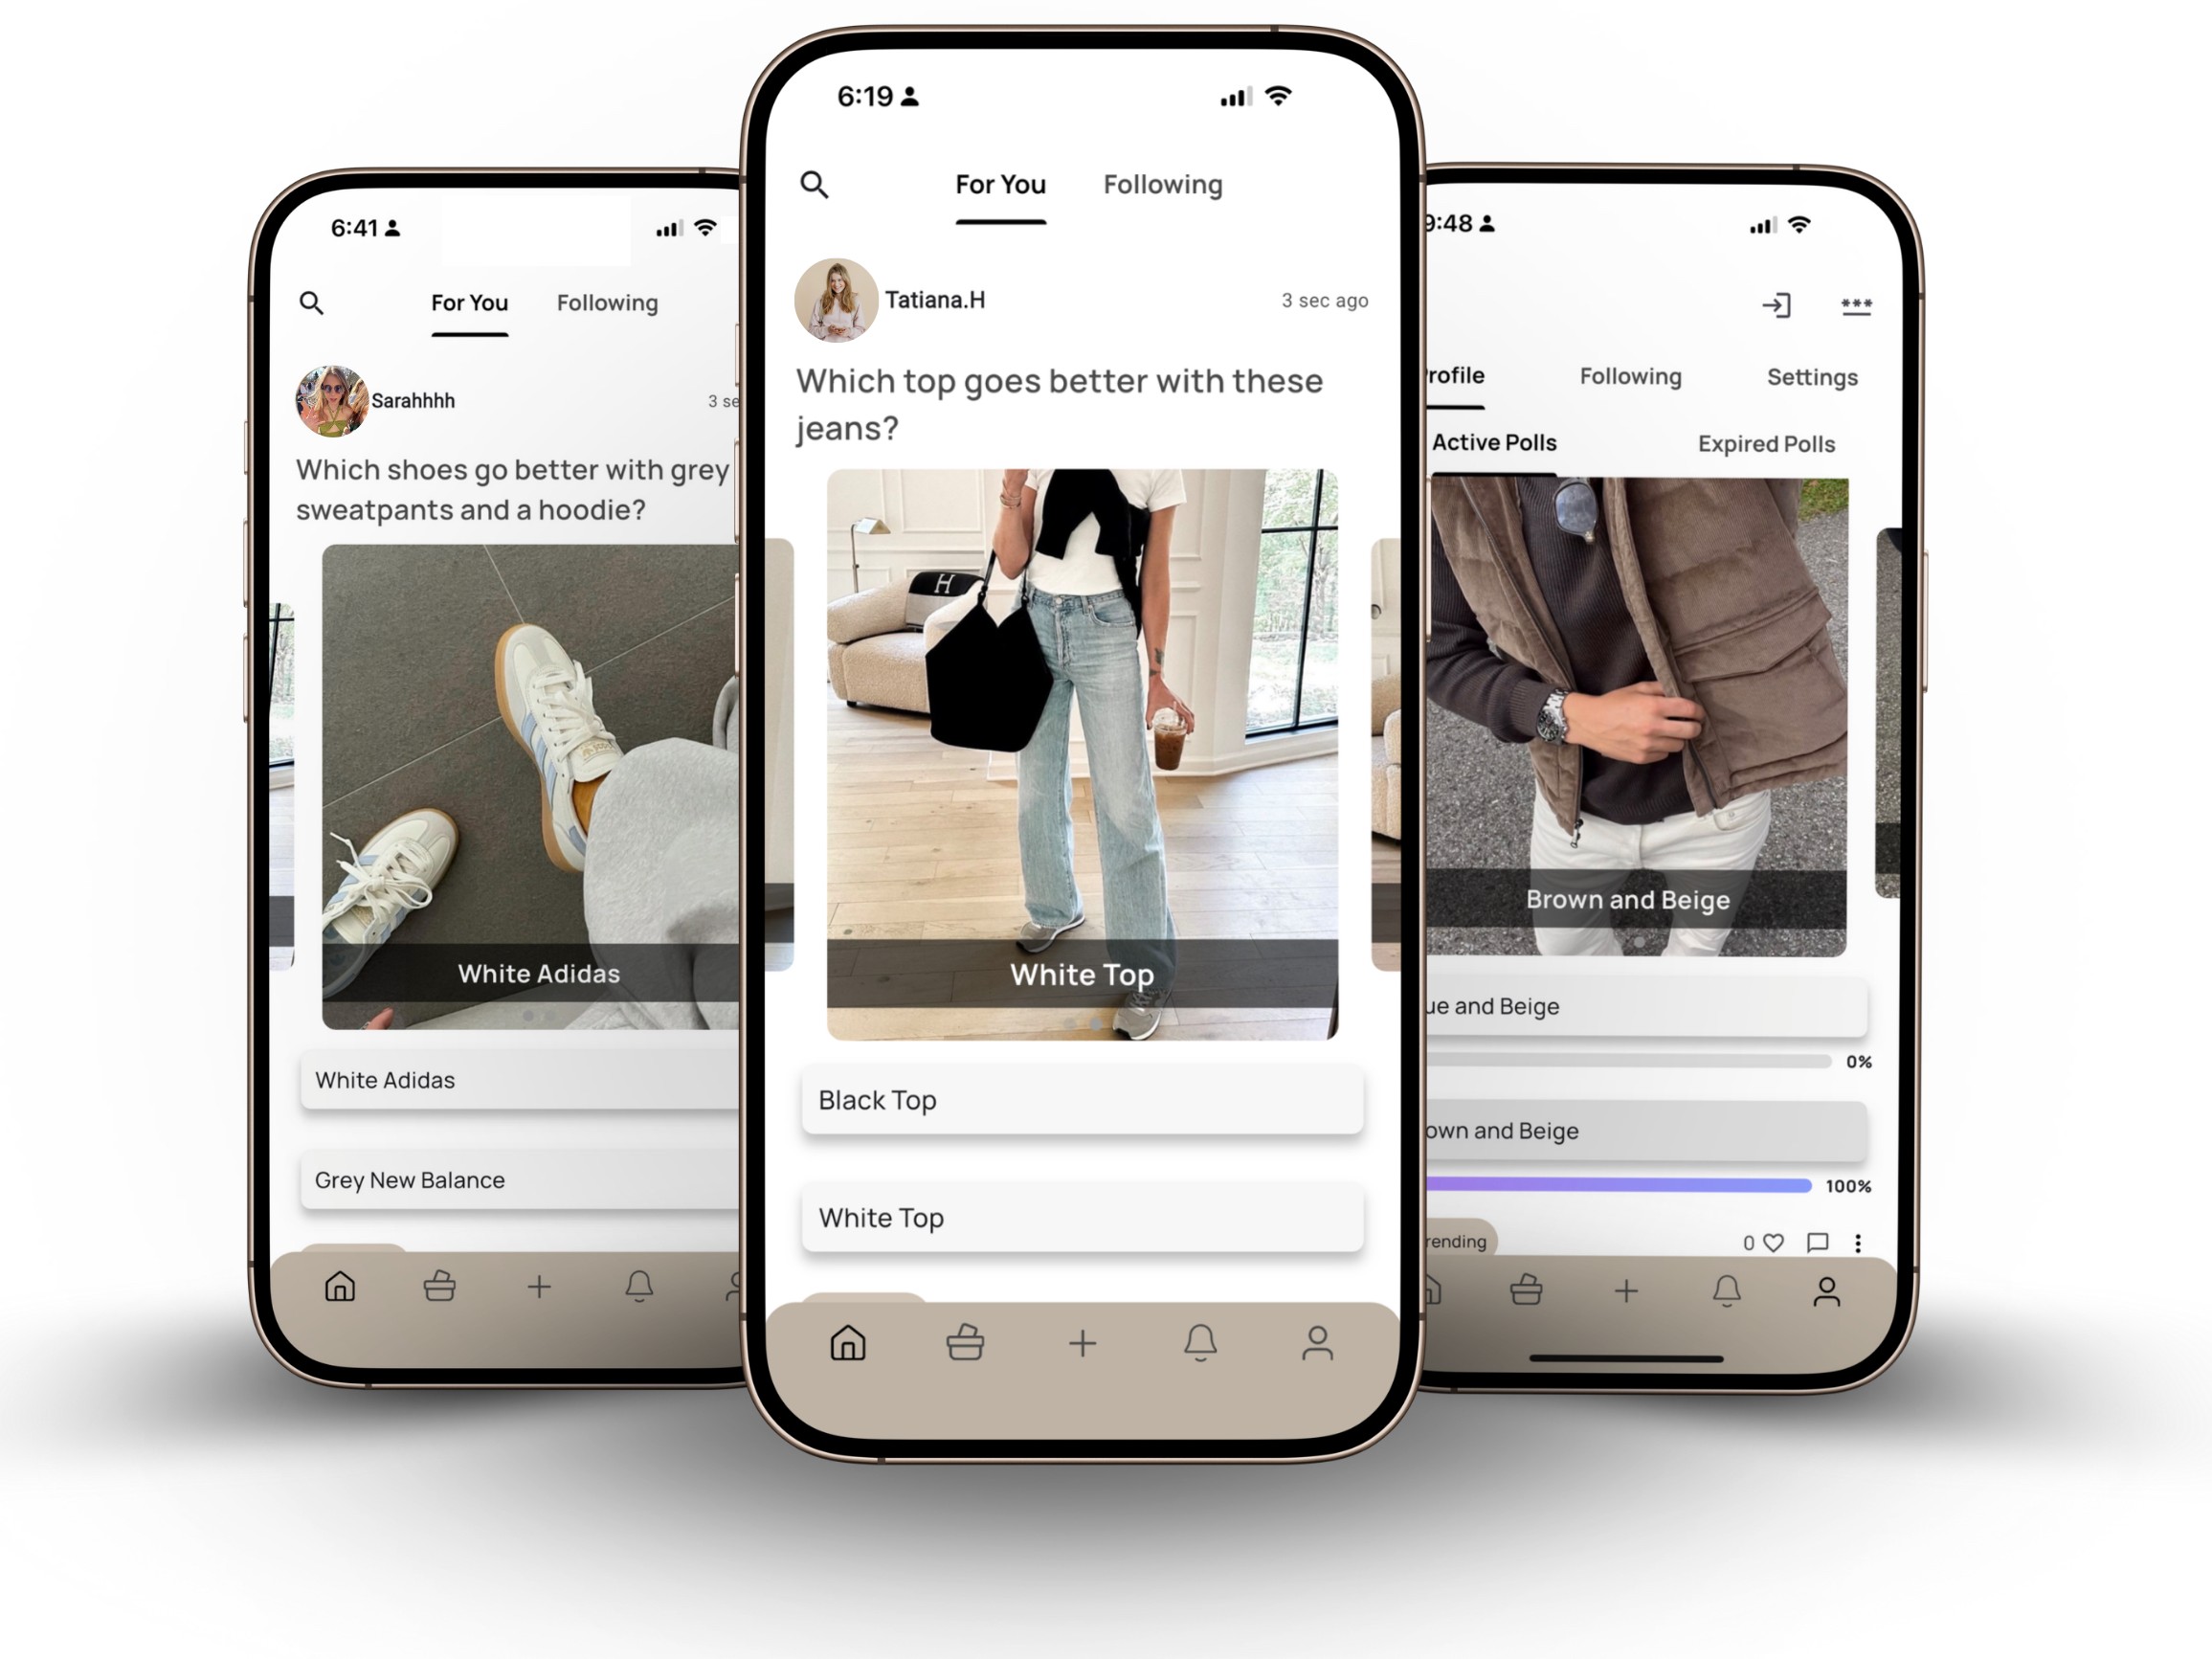 6:41
For You Following
Sarahhhh
3 se
Which shoes go better with grey
sweatpants and a hoodie?
White Adidas
White Adidas
Grey New Balance
6:19
For You Following
Tatiana.H
3 sec ago
Which top goes better with these
jeans?
H
White Top
Black Top
White Top
9:48
rofile Following Settings
Active Polls Expired Polls
Brown and Beige
ue and Beige
0%
own and Beige
100%
rending
0